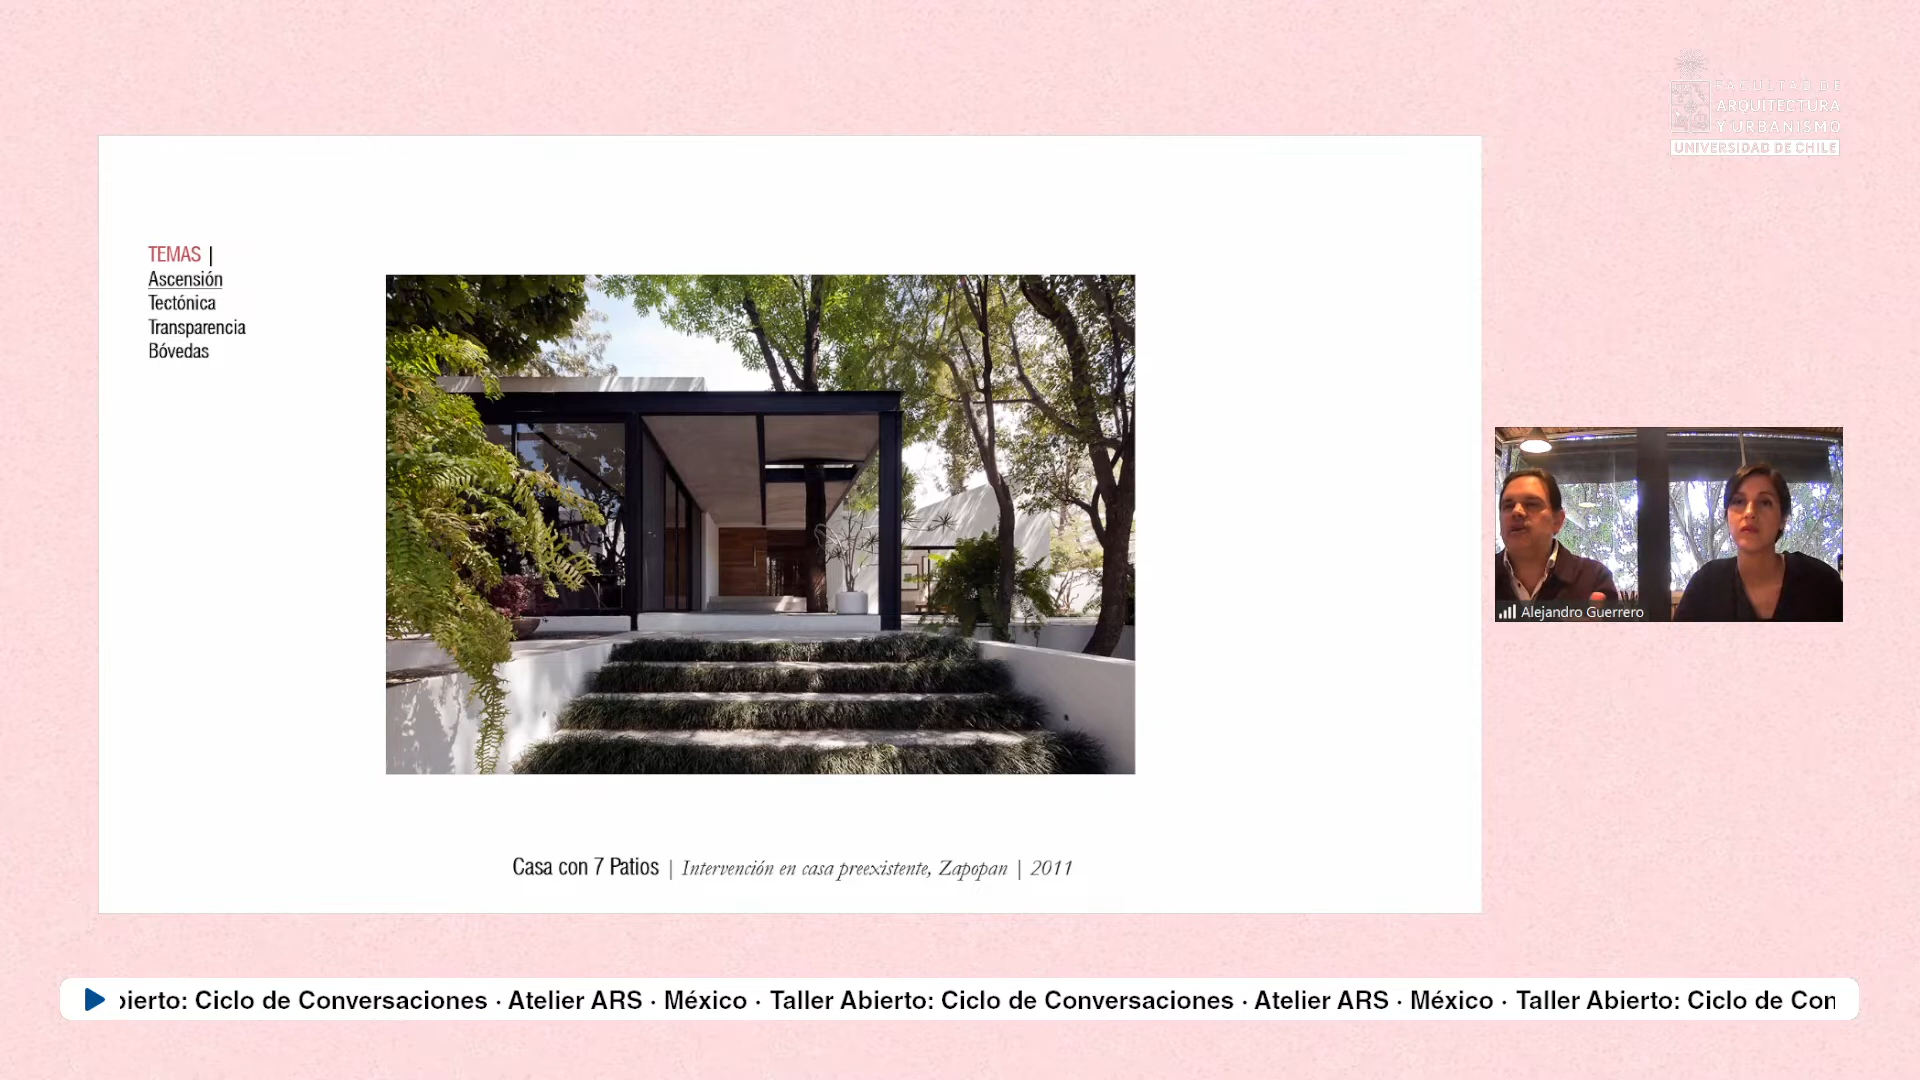 FACULTAD DE
ARQUITECTURA
Y URBANISMO
UNIVERSIDAD DE CHILE
TEMAS |
Ascensión
Tectónica
Transparencia
Bóvedas
Alejandro Guerrero
Casa con 7 Patios | Intervención en casa preexistente, Zapopan | 2011
bierto: Ciclo de Conversaciones · Atelier ARS · México · Taller Abierto: Ciclo de Conversaciones · Atelier ARS · México · Taller Abierto: Ciclo de Con